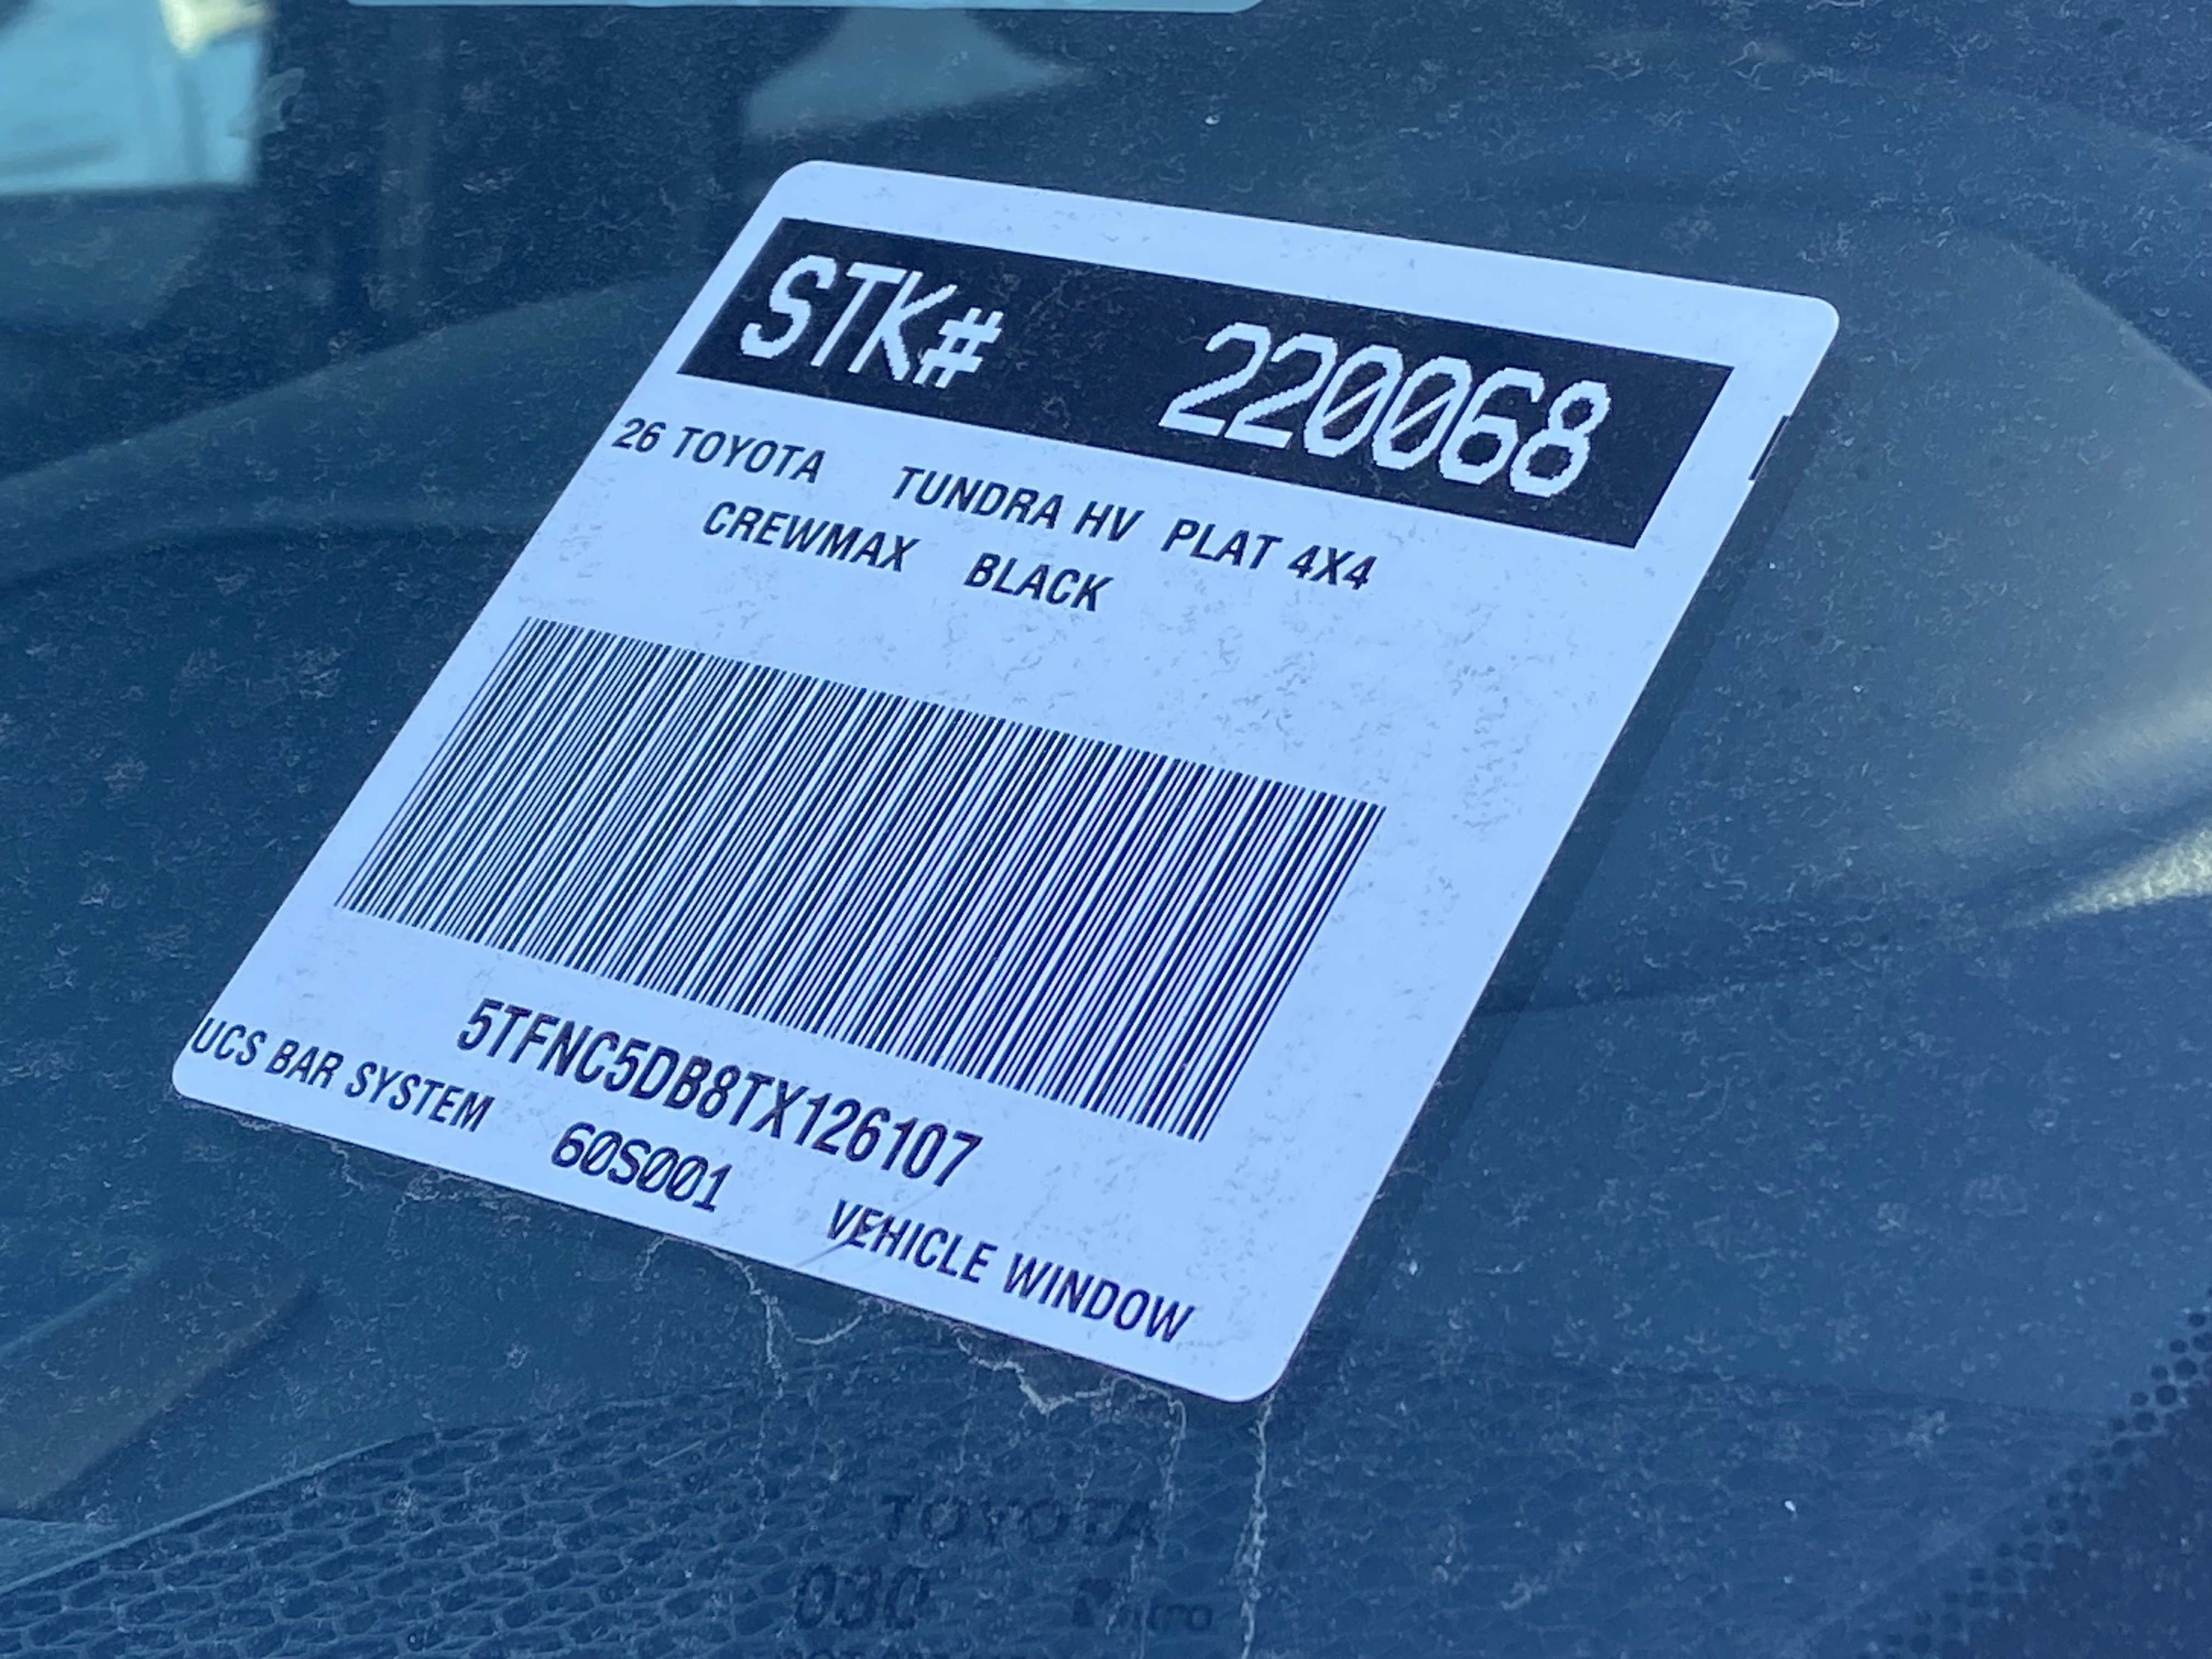 STK# 220068
26 TOYOTA TUNDRA HV PLAT 4X4
CREWMAX BLACK
5TFNC5DB8TX126107
UCS BAR SYSTEM 60S001 VEHICLE WINDOW
TOYOTA
030